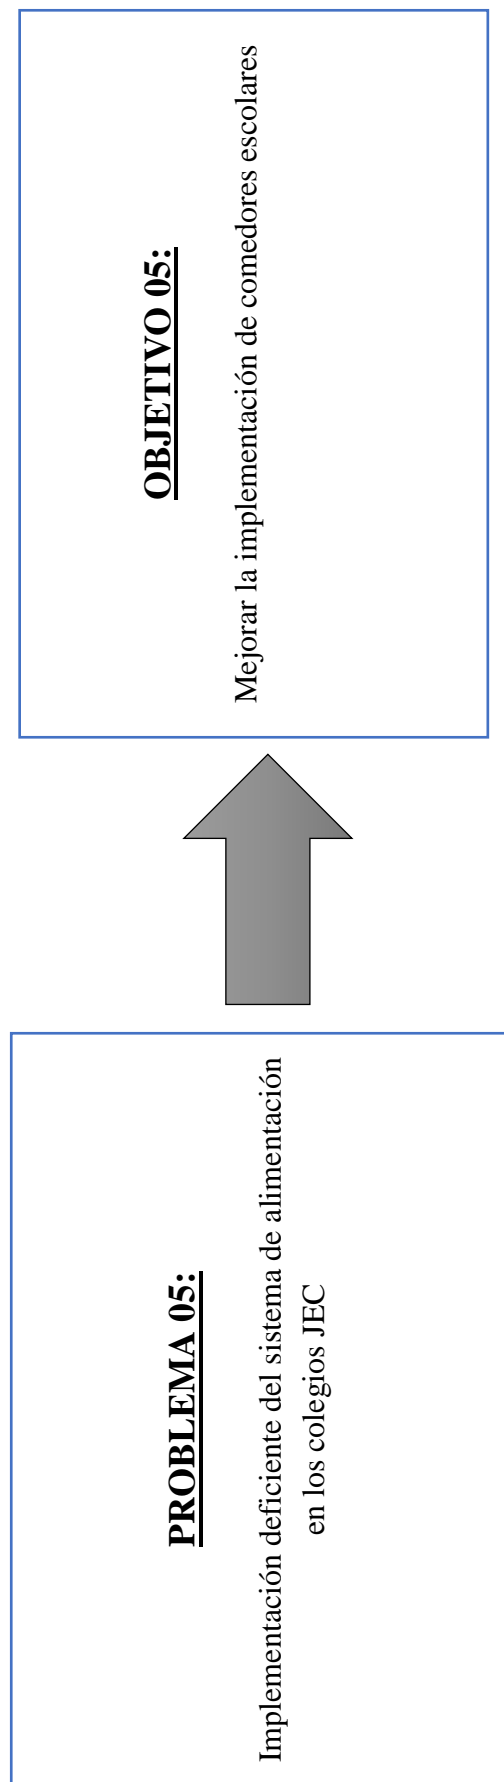 PROBLEMA 05:
Implementación deficiente del sistema de alimentación
en los colegios JEC
OBJETIVO 05:
Mejorar la implementación de comedores escolares